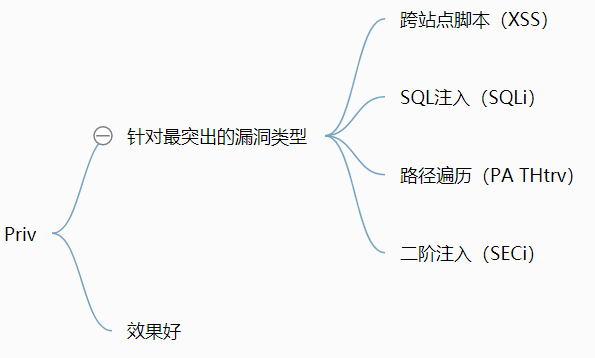 跨站点脚本（XSS）
SQL注入（SQLi）
针对最突出的漏洞类型
路径遍历（PA THtrv）
Priv
二阶注入（SECi）
效果好